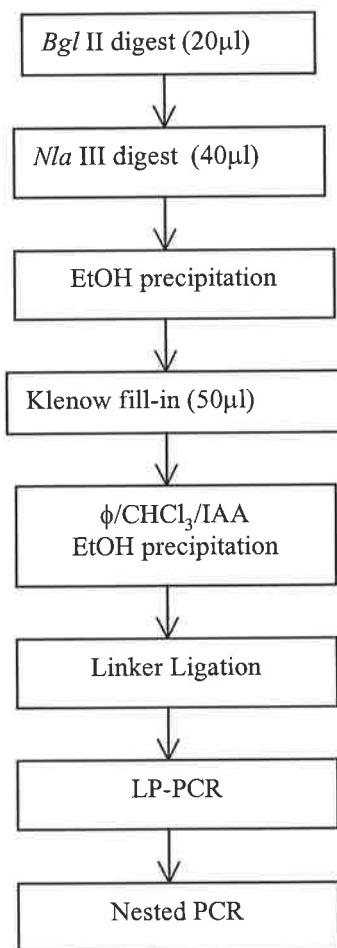 Bgl II digest (20μl)
Nla III digest (40μl)
EtOH precipitation
Klenow fill-in (50μl)
ϕ/CHCl₃/IAA
EtOH precipitation
Linker Ligation
LP-PCR
Nested PCR